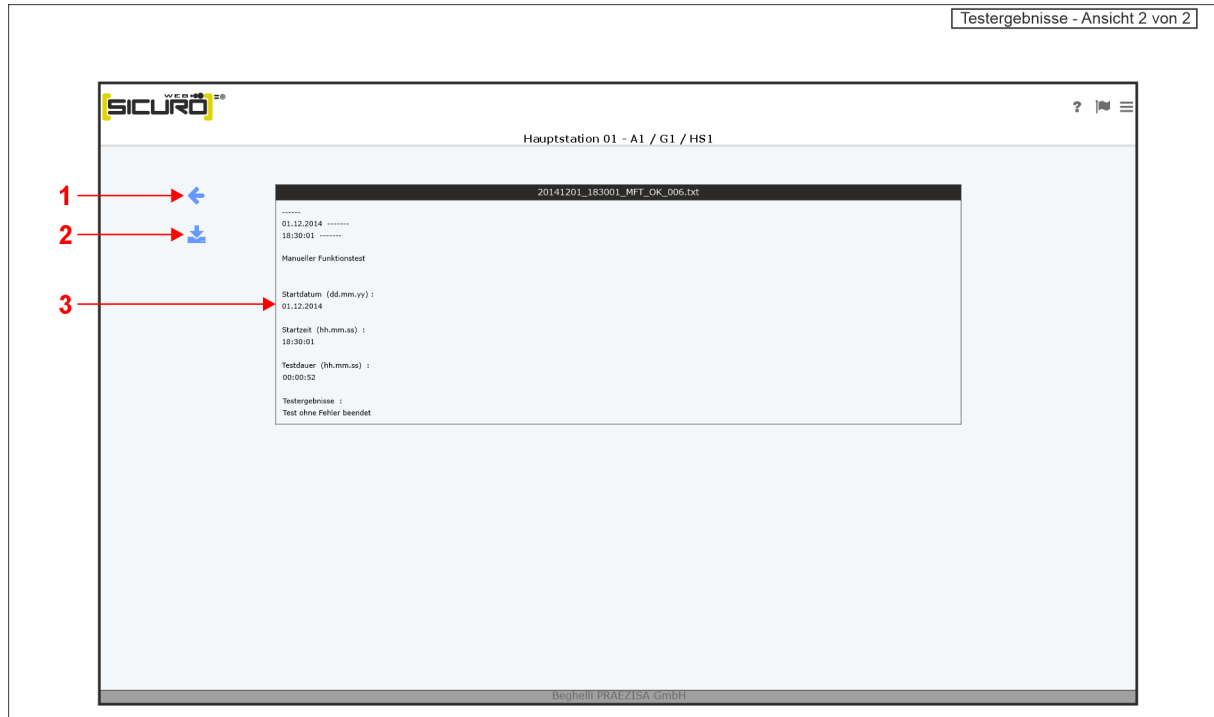 Testergebnisse - Ansicht 2 von 2
WEB
SICURÖ
?
Hauptstation 01 - A1 / G1 / HS1
1
20141201_183001_MFT_OK_006.txt
------
01.12.2014 -------
2
18:30:01 -------
Manueller Funktionstest
Startdatum (dd.mm.yy) :
3
01.12.2014
Startzeit (hh.mm.ss) :
18:30:01
Testdauer (hh.mm.ss) :
00:00:52
Testergebnisse :
Test ohne Fehler beendet
Beghelli PRAEZISA GmbH